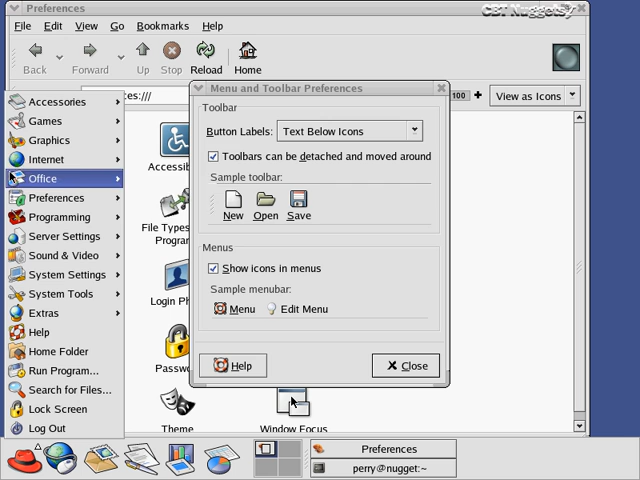 Preferences
CBT Nuggets
File Edit View Go Bookmarks Help
Back Forward Up Stop Reload Home
ces:///
100
View as Icons
Menu and Toolbar Preferences
Toolbar
Button Labels: Text Below Icons
Toolbars can be detached and moved around
Sample toolbar:
New Open Save
Menus
Show icons in menus
Sample menubar:
Menu Edit Menu
Help Close
Accessories
Games
Graphics
Internet
Office
Preferences
Programming
Server Settings
Sound & Video
System Settings
System Tools
Extras
Help
Home Folder
Run Program...
Search for Files...
Lock Screen
Log Out
Accessib
File Types
Progra
Login Ph
Passwo
Theme
Window Focus
Preferences
perry@nugget:~